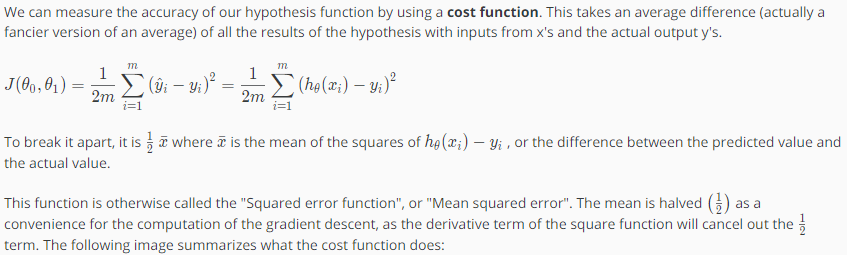 We can measure the accuracy of our hypothesis function by using a cost function. This takes an average difference (actually a
fancier version of an average) of all the results of the hypothesis with inputs from x's and the actual output y's.
J(θ₀, θ₁) = 1/2m ∑ᵢ₌₁ᵐ (ŷᵢ − yᵢ)² = 1/2m ∑ᵢ₌₁ᵐ (hθ(xᵢ) − yᵢ)²
To break it apart, it is 1/2 x̄ where x̄ is the mean of the squares of hθ(xᵢ) − yᵢ , or the difference between the predicted value and
the actual value.
This function is otherwise called the "Squared error function", or "Mean squared error". The mean is halved (1/2) as a
convenience for the computation of the gradient descent, as the derivative term of the square function will cancel out the 1/2
term. The following image summarizes what the cost function does: